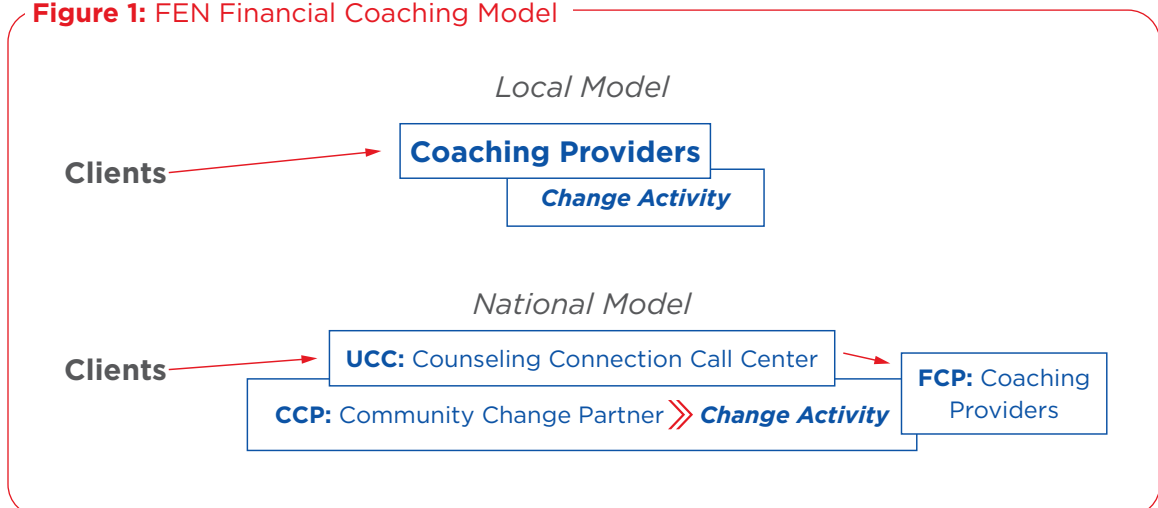 Figure 1: FEN Financial Coaching Model
Local Model
Clients
Coaching Providers
Change Activity
National Model
Clients
UCC: Counseling Connection Call Center
FCP: Coaching
Providers
CCP: Community Change Partner
Change Activity